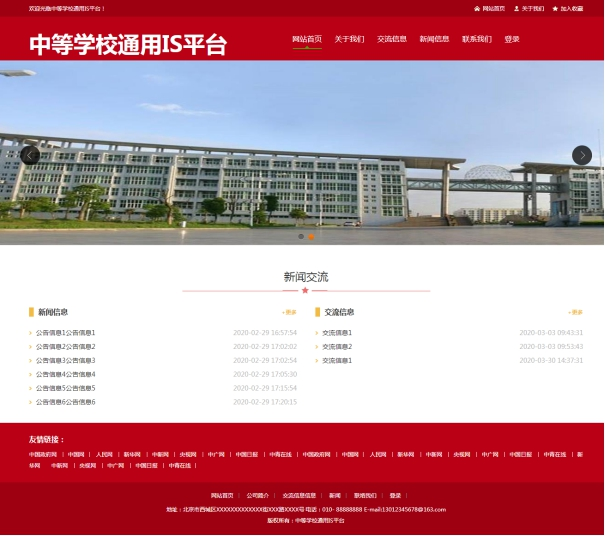 欢迎光临中等学校通用IS平台！
网站首页 关于我们 加入收藏
中等学校通用IS平台
网站首页 关于我们 交流信息 新闻信息 联系我们 登录
新闻交流
新闻信息 +更多
公告信息1公告信息1 2020-02-29 16:57:54
公告信息2公告信息2 2020-02-29 17:02:02
公告信息3公告信息3 2020-02-29 17:02:54
公告信息4公告信息4 2020-02-29 17:05:30
公告信息5公告信息5 2020-02-29 17:15:54
公告信息6公告信息6 2020-02-29 17:20:15
交流信息 +更多
交流信息1 2020-03-03 09:43:31
交流信息2 2020-03-03 09:53:43
交流信息1 2020-03-30 14:37:31
友情链接：
中国政府网 | 中国网 | 人民网 | 新华网 | 中新网 | 央视网 | 中广网 | 中国日报 | 中青在线 | 中国政府网 | 中国网 | 人民网 | 新华网 | 中新网 | 央视网 | 中广网 | 中国日报 | 中青在线 | 新
华网 中新网 | 央视网 | 中广网 | 中国日报 | 中青在线 |
网站首页 | 公司简介 | 交流信息信息 | 新闻 | 联络我们 | 登录 |
地址：北京市西城区XXXXXXXXXXXXX街XXX路XXXX号 电话：010- 88888888 E-mail:13012345678@163.com
版权所有：中等学校通用IS平台